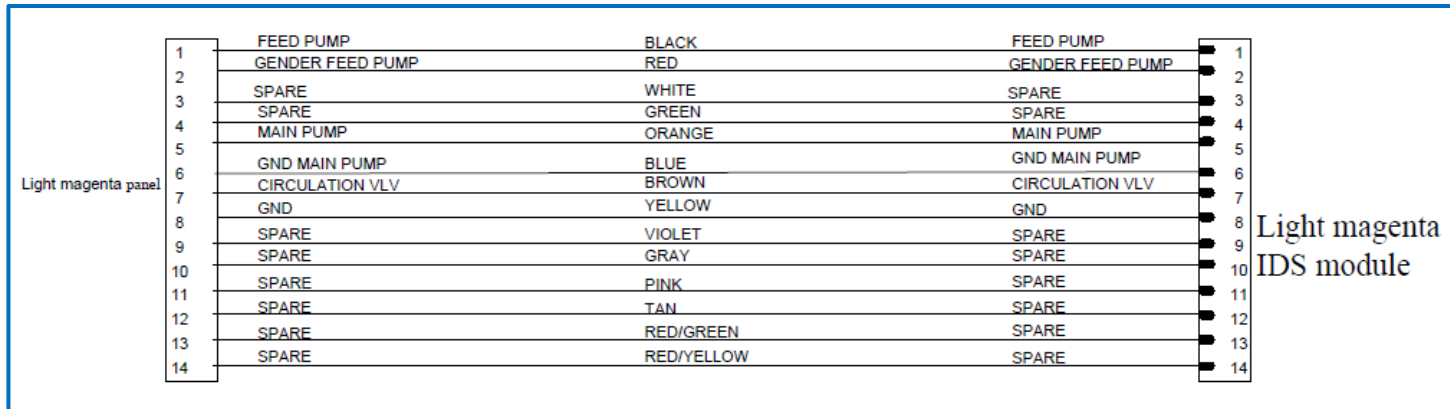 FEED PUMP BLACK FEED PUMP
1 1
GENDER FEED PUMP RED GENDER FEED PUMP
2 2
SPARE WHITE SPARE
3 3
SPARE GREEN SPARE
4 4
MAIN PUMP ORANGE MAIN PUMP
5 5
GND MAIN PUMP BLUE GND MAIN PUMP
6 6
Light magenta panel
CIRCULATION VLV BROWN CIRCULATION VLV
7 7
GND YELLOW GND
8 8
Light magenta
IDS module
SPARE VIOLET SPARE
9 9
SPARE GRAY SPARE
10 10
SPARE PINK SPARE
11 11
SPARE TAN SPARE
12 12
SPARE RED/GREEN SPARE
13 13
SPARE RED/YELLOW SPARE
14 14